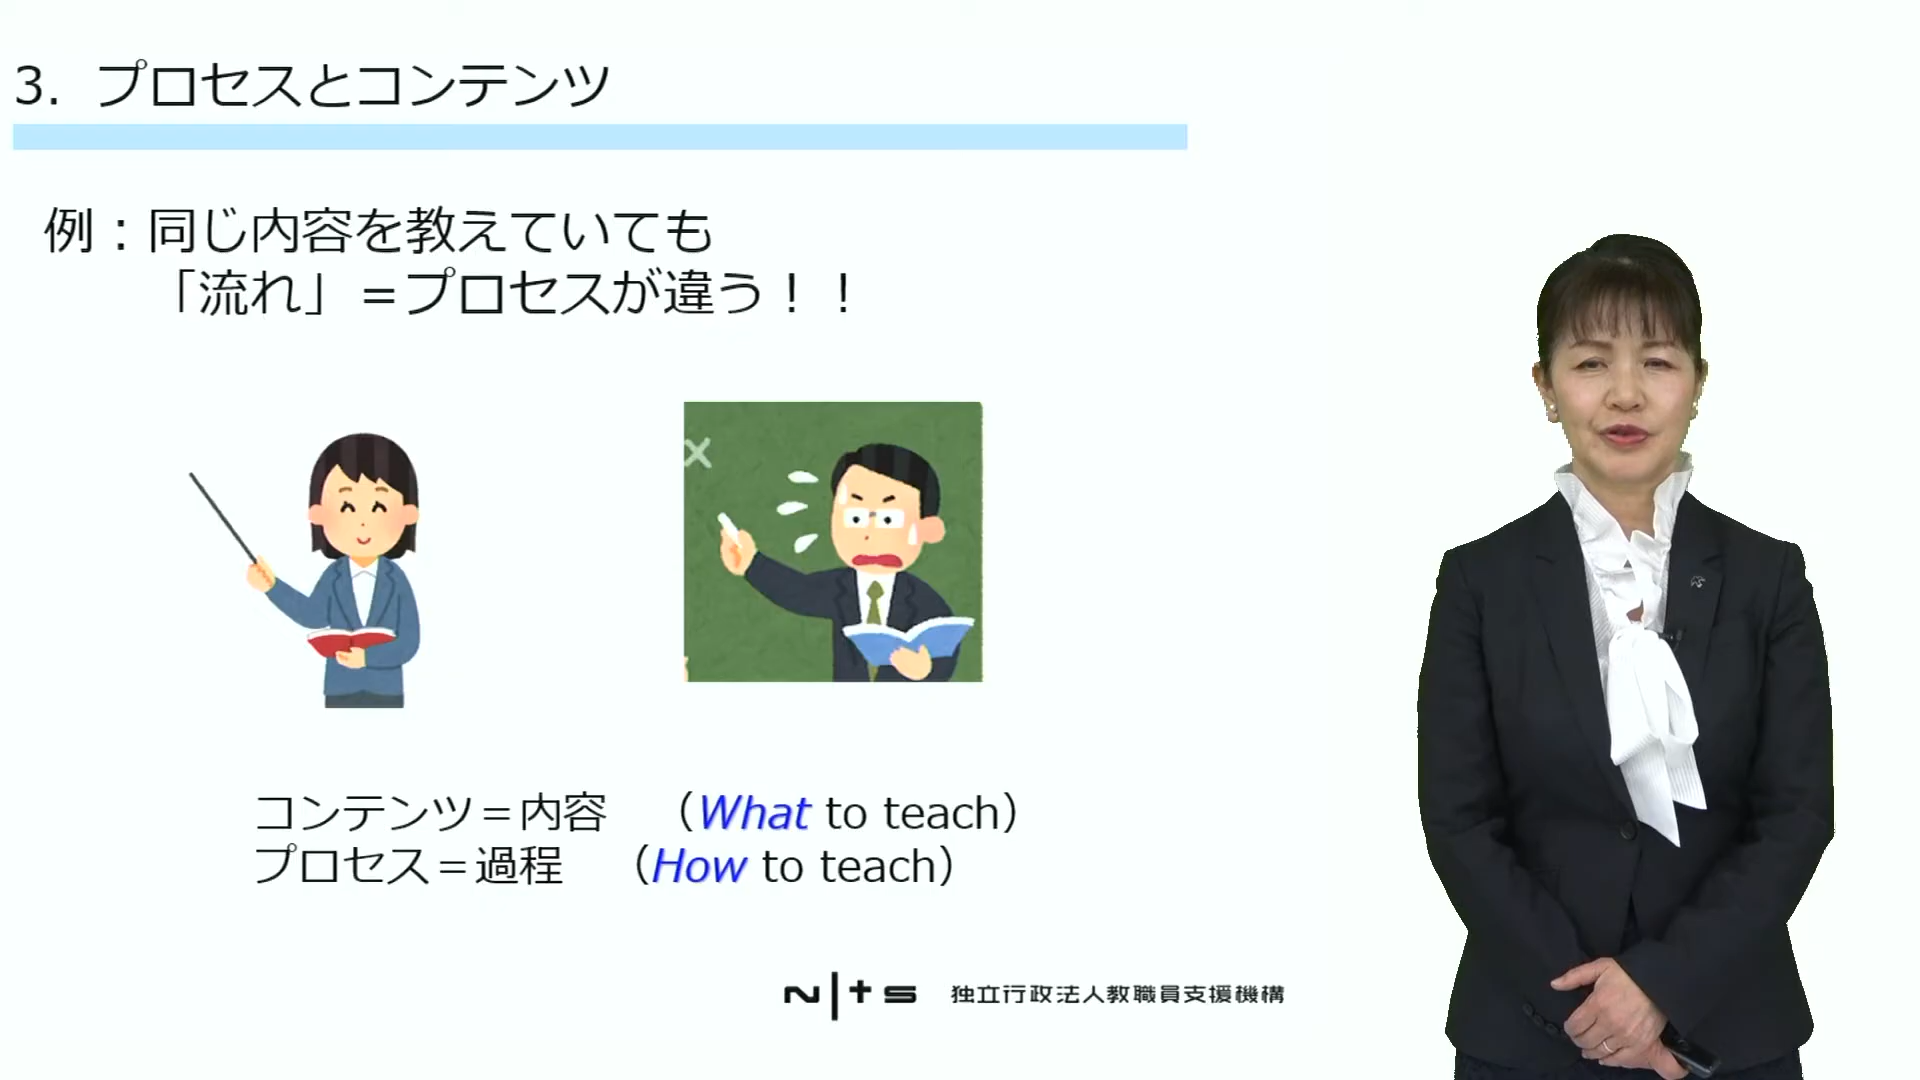 3. プロセスとコンテンツ
例：同じ内容を教えていても
「流れ」＝プロセスが違う！！
×
コンテンツ＝内容 （What to teach）
プロセス＝過程 （How to teach）
N|ts 独立行政法人教職員支援機構